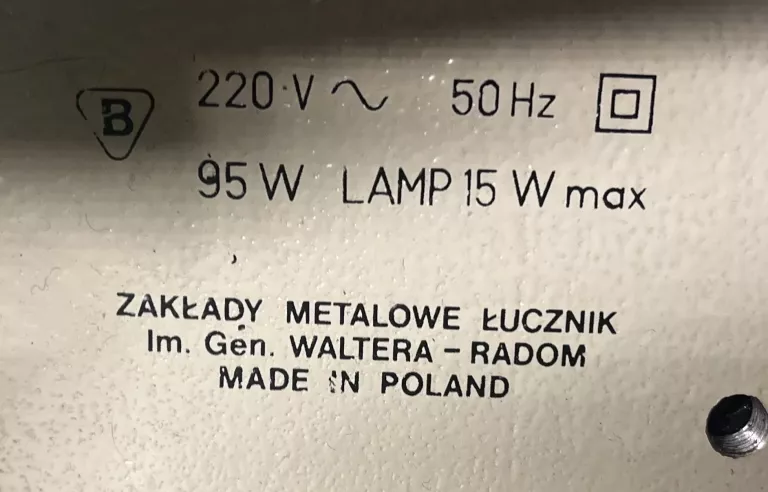 B 220 V ~ 50 Hz
95 W LAMP 15 W max
ZAKŁADY METALOWE ŁUCZNIK
Im. Gen. WALTERA – RADOM
MADE IN POLAND